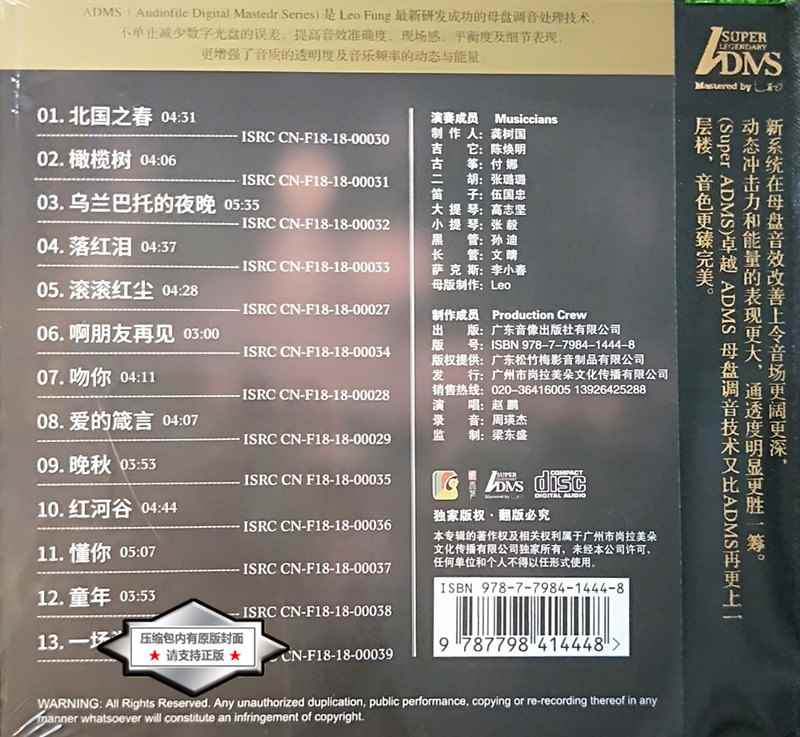 ADMS（Audiofile Digital Mastedr Series) 是 Leo Fung 最新研发成功的母盘调音处理技术，
不单止减少数字光盘的误差。提高音效准确度、现场感、平衡度及细节表现，
更增强了音质的透明度及音乐频率的动态与能量
SUPER
LEGENDARY
ADMS
Mastered by Leo
新系统在母盘音效改善上令音场更阔更深，
动态冲击力和能量的表现更大、通透度明显更胜一筹。
(Super ADMS)卓越 ADMS 母盘调音技术又比ADMS再更上一
层楼、音色更臻完美。
01. 北国之春 04:31
ISRC CN-F18-18-00030
02. 橄榄树 04:06
ISRC CN-F18-18-00031
03. 乌兰巴托的夜晚 05:35
ISRC CN-F18-18-00032
04. 落红泪 04:37
ISRC CN-F18-18-00033
05. 滚滚红尘 04:28
ISRC CN-F18-18-00027
06. 啊朋友再见 03:00
ISRC CN-F18-18-00034
07. 吻你 04:11
ISRC CN-F18-18-00028
08. 爱的箴言 04:07
ISRC CN-F18-18-00029
09. 晚秋 03:53
ISRC CN-F18-18-00035
10. 红河谷 04:44
ISRC CN-F18-18-00036
11. 懂你 05:07
ISRC CN-F18-18-00037
12. 童年 03:53
ISRC CN-F18-18-00038
13. 一场
ISRC CN-F18-18-00039
压缩包内有原版封面
★ 请支持正版 ★
演奏成员 Musiccians
制作人: 龚树国
吉它: 陈焕明
古筝: 付娜
二胡: 张璐璐
笛子: 伍国忠
大提琴: 高志坚
小提琴: 张毅
黑管: 孙迪
长管: 文晴
萨克斯: 李小春
母版制作: Leo
制作成员 Production Crew
出版: 广东音像出版社有限公司
版号: ISBN 978-7-7984-1444-8
版权提供: 广东松竹梅影音制品有限公司
发行: 广州市岗拉美朵文化传播有限公司
销售热线: 020-36416005 13926425288
演唱: 赵鹏
录音: 周瑛杰
监制: 梁东盛
SUPER
ADMS
COMPACT
disc
DIGITAL AUDIO
独家版权·翻版必究
本专辑的著作权及相关权利属于广州市岗拉美朵
文化传播有限公司独家所有，未经本公司许可，
任何单位和个人不得以任形式使用。
ISBN 978-7-7984-1444-8
9 787798 414448 >
WARNING: All Rights Reserved. Any unauthorized duplication, public performance, copying or re-recording thereof in any
manner whatsoever will constitute an infringement of copyright.